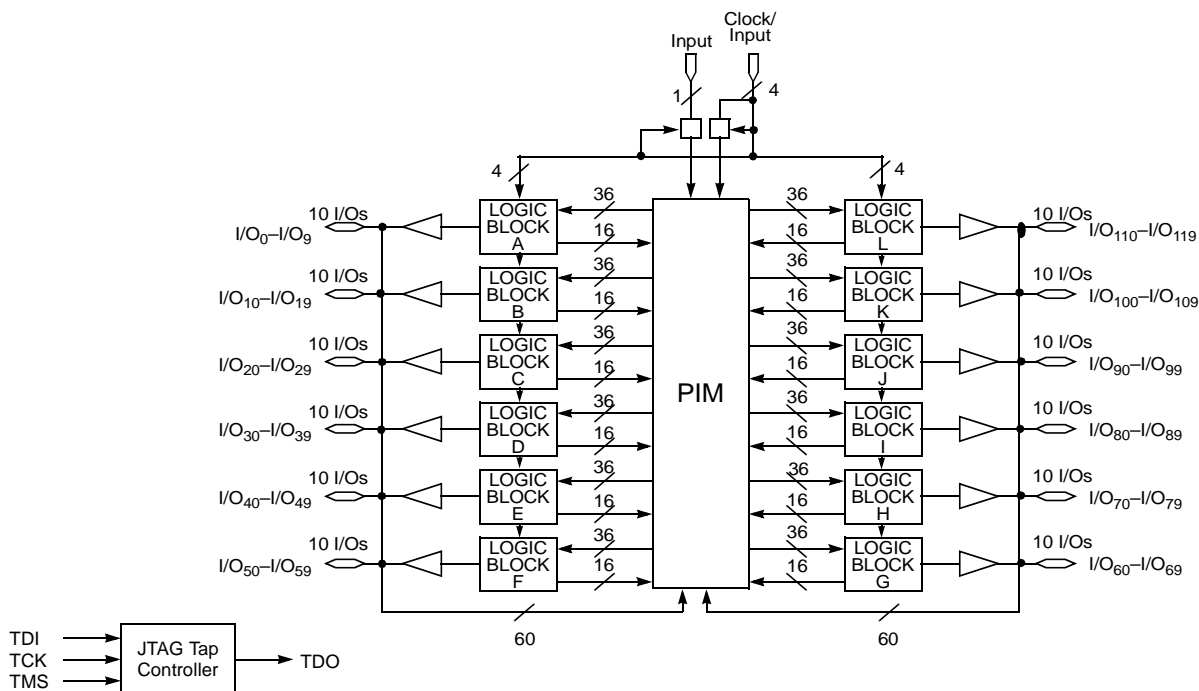 Input
Clock/
Input
1
4
4
4
10 I/Os
I/O0–I/O9
LOGIC
BLOCK
A
36
16
36
16
LOGIC
BLOCK
L
10 I/Os
I/O110–I/O119
10 I/Os
I/O10–I/O19
LOGIC
BLOCK
B
36
16
36
16
LOGIC
BLOCK
K
10 I/Os
I/O100–I/O109
10 I/Os
I/O20–I/O29
LOGIC
BLOCK
C
36
16
PIM
36
16
LOGIC
BLOCK
J
10 I/Os
I/O90–I/O99
10 I/Os
I/O30–I/O39
LOGIC
BLOCK
D
36
16
36
16
LOGIC
BLOCK
I
10 I/Os
I/O80–I/O89
10 I/Os
I/O40–I/O49
LOGIC
BLOCK
E
36
16
36
16
LOGIC
BLOCK
H
10 I/Os
I/O70–I/O79
10 I/Os
I/O50–I/O59
LOGIC
BLOCK
F
36
16
36
16
LOGIC
BLOCK
G
10 I/Os
I/O60–I/O69
60
60
TDI
TCK
TMS
JTAG Tap
Controller
TDO